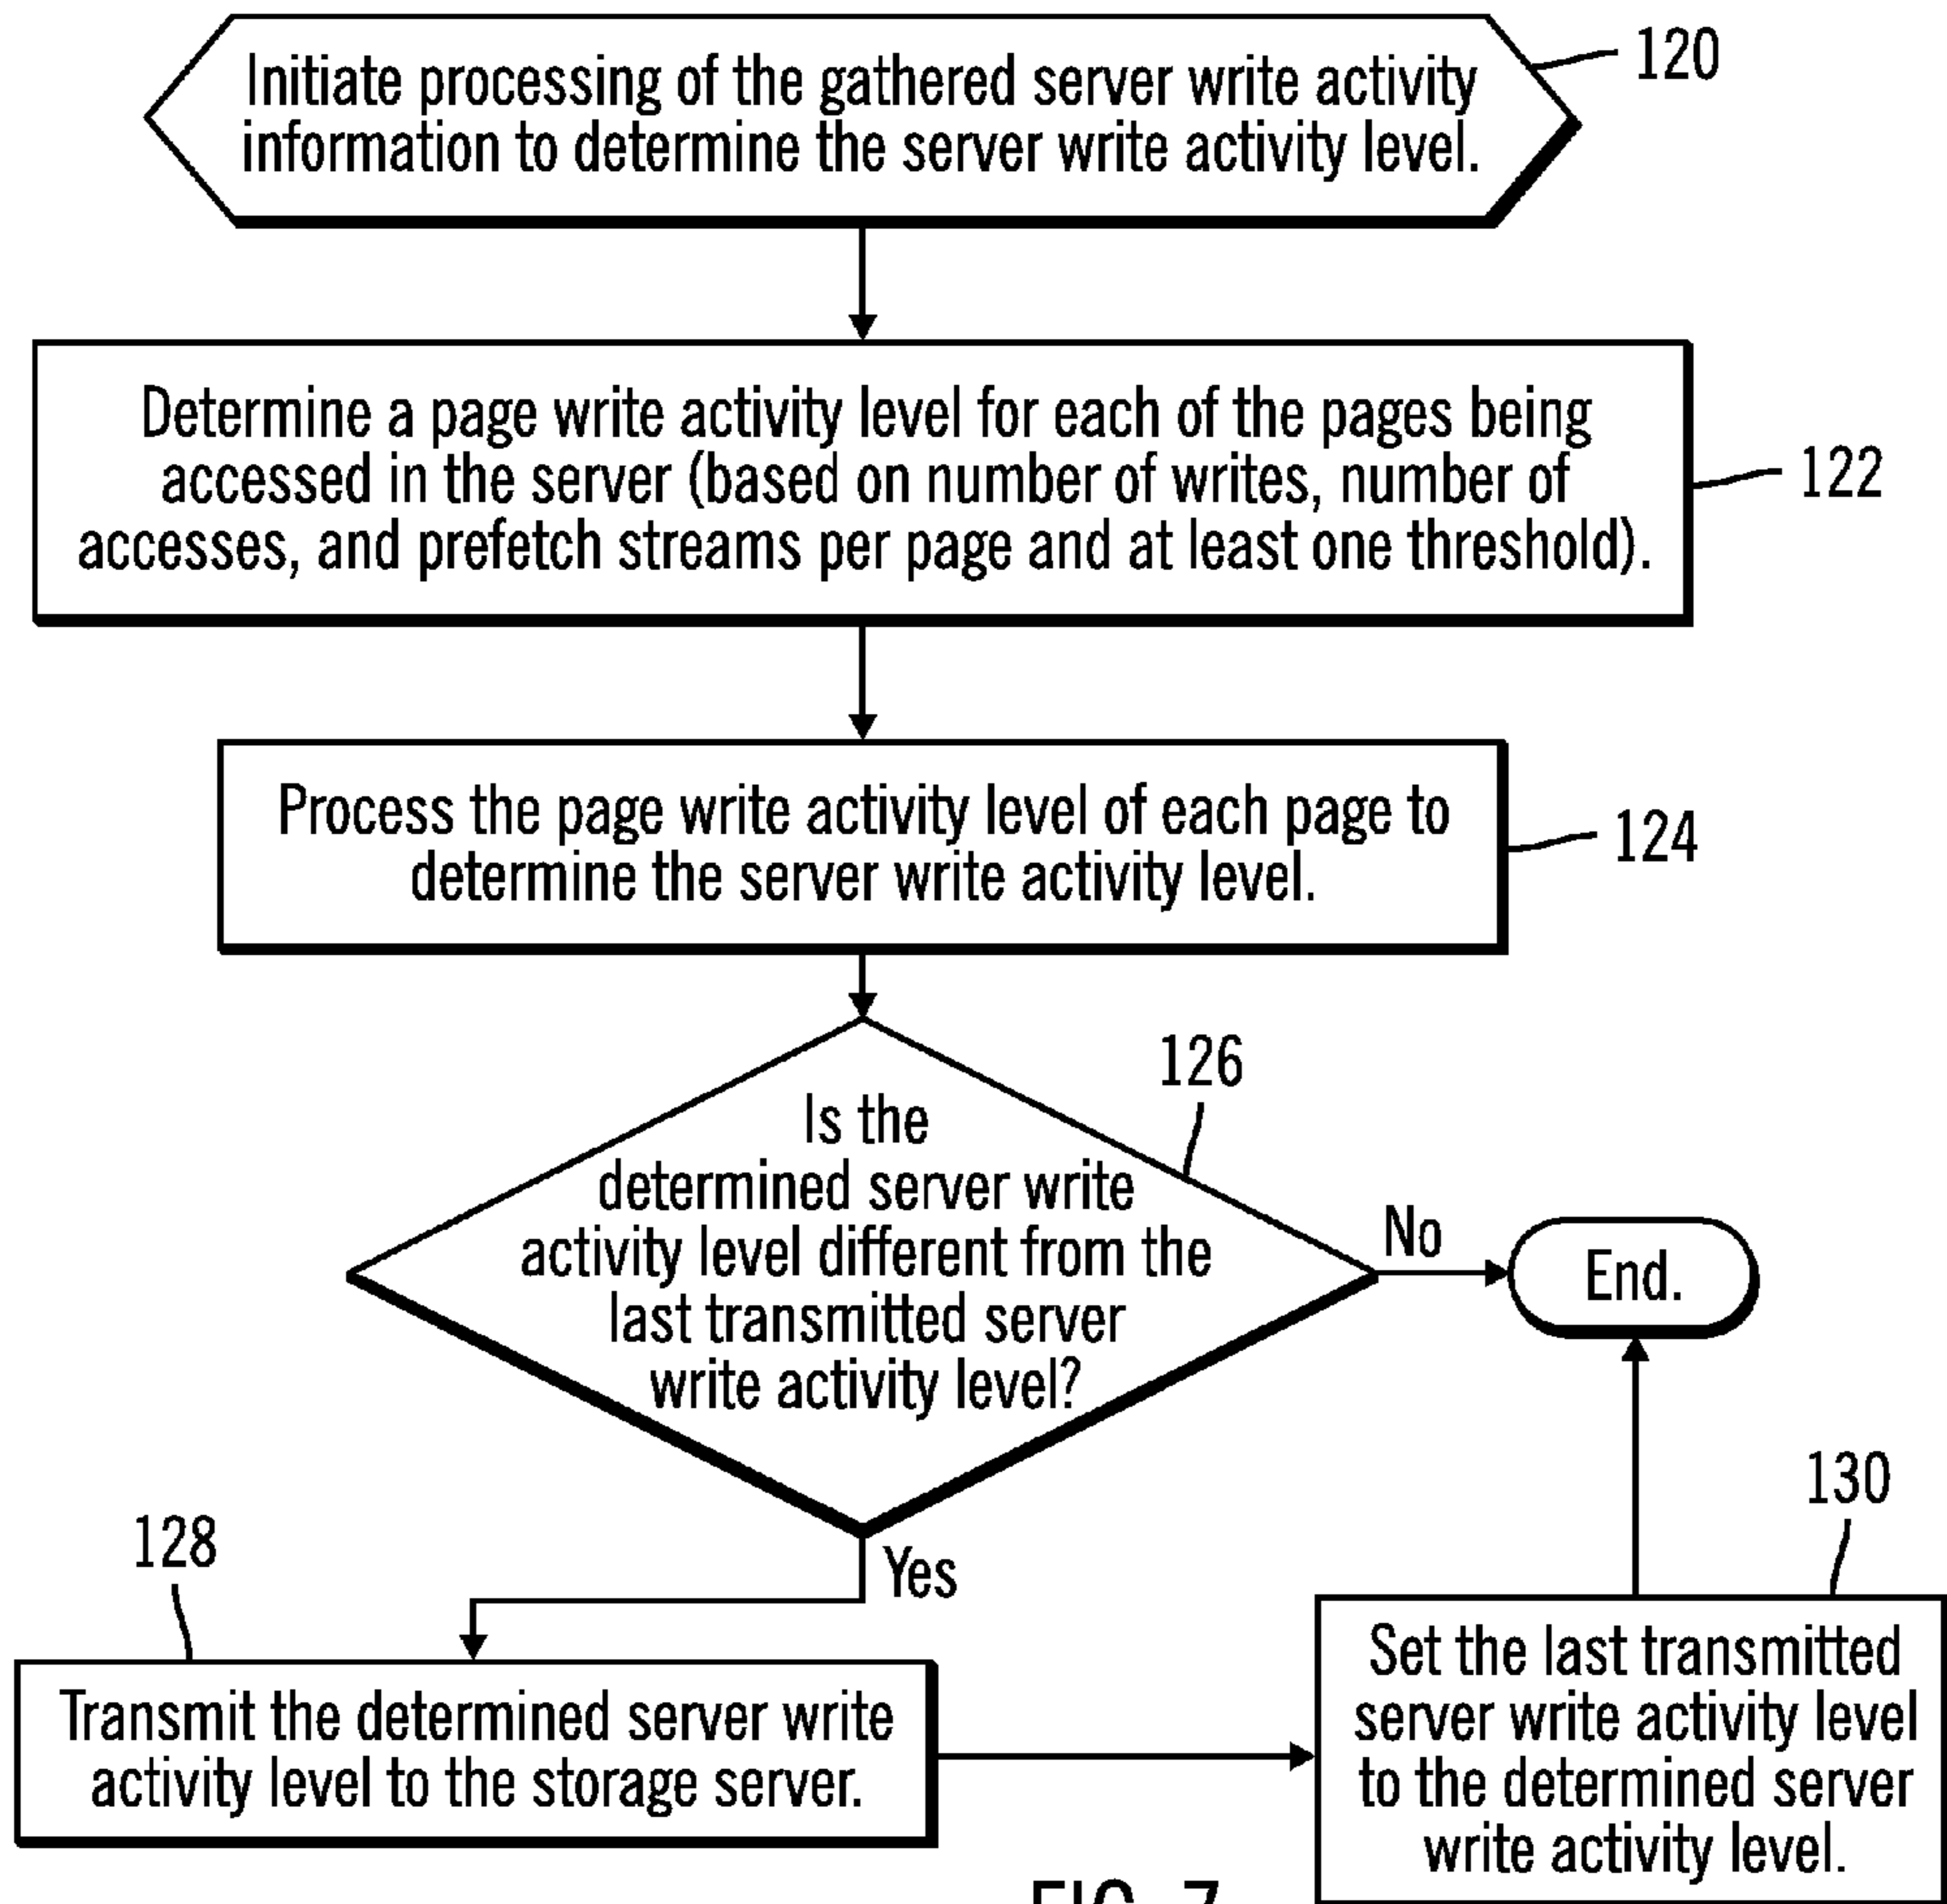 Initiate processing of the gathered server write activity
information to determine the server write activity level.
120
Determine a page write activity level for each of the pages being
accessed in the server (based on number of writes, number of
accesses, and prefetch streams per page and at least one threshold).
122
Process the page write activity level of each page to
determine the server write activity level.
124
126
Is the
determined server write
activity level different from the
last transmitted server
write activity level?
No
End.
Yes
128
Transmit the determined server write
activity level to the storage server.
130
Set the last transmitted
server write activity level
to the determined server
write activity level.
FIG. 7